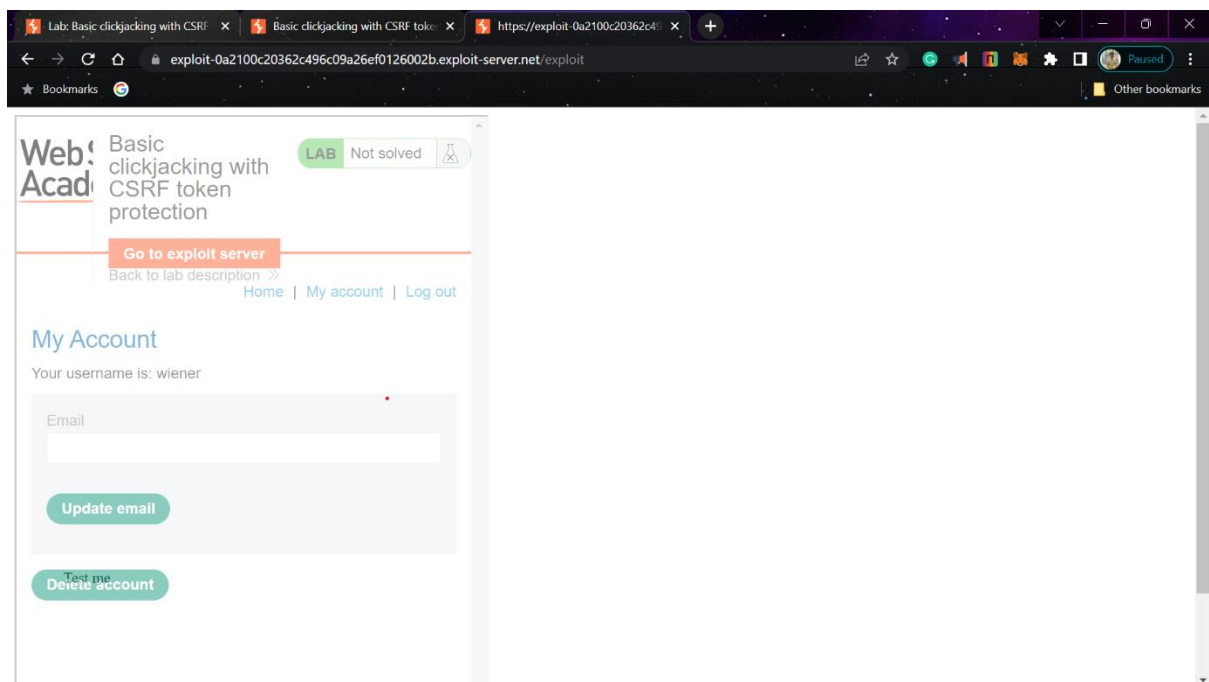 Lab: Basic clickjacking with CSRF
Basic clickjacking with CSRF toke
https://exploit-0a2100c20362c49
exploit-0a2100c20362c496c09a26ef0126002b.exploit-server.net/exploit
Paused
Bookmarks
Other bookmarks
Web S
Acade
Basic
clickjacking with
CSRF token
protection
LAB Not solved
Go to exploit server
Back to lab description
Home | My account | Log out
My Account
Your username is: wiener
Email
Update email
Test me
Delete account